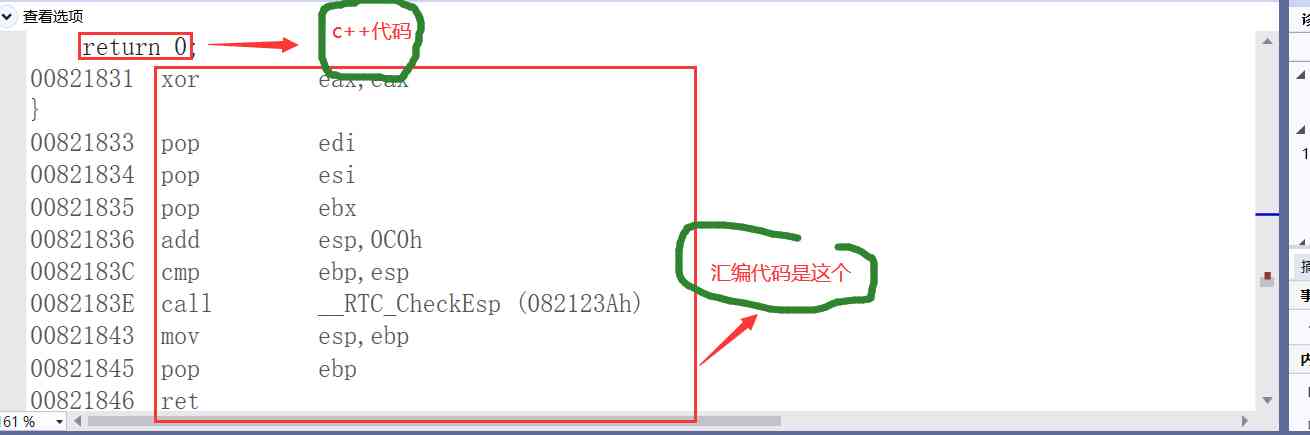 查看选项
return 0;
c++代码
00821831 xor eax,eax
}
00821833 pop edi
00821834 pop esi
00821835 pop ebx
00821836 add esp,0C0h
0082183C cmp ebp,esp
0082183E call __RTC_CheckEsp (082123Ah)
汇编代码是这个
00821843 mov esp,ebp
00821845 pop ebp
00821846 ret
161 %